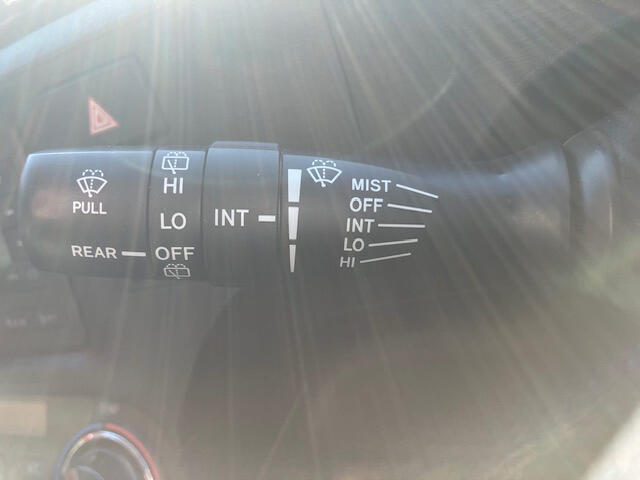 PULL
REAR
HI
LO
OFF
INT
MIST
OFF
INT
LO
HI